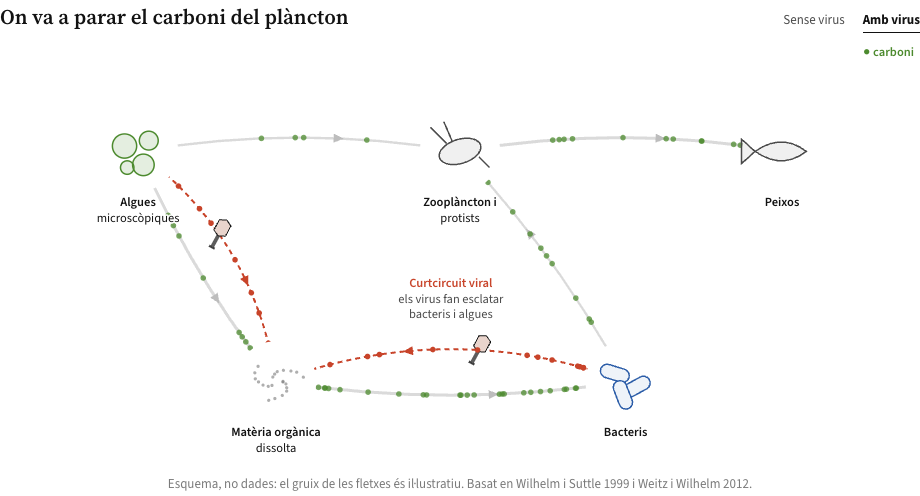 On va a parar el carboni del plàncton
Sense virus
Amb virus
carboni
Algues
microscòpiques
Zooplàncton i
protists
Peixos
Curtcircuit viral
els virus fan esclatar
bacteris i algues
Matèria orgànica
dissolta
Bacteris
Esquema, no dades: el gruix de les fletxes és il·lustratiu. Basat en Wilhelm i Suttle 1999 i Weitz i Wilhelm 2012.